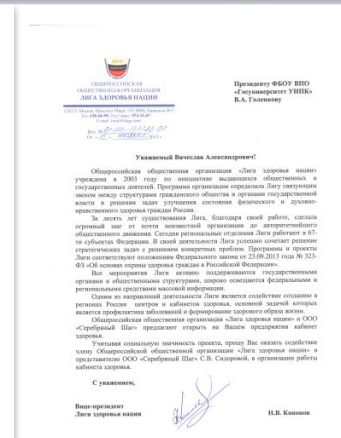 ОБЩЕРОССИЙСКАЯ
ОБЩЕСТВЕННАЯ ОРГАНИЗАЦИЯ
ЛИГА ЗДОРОВЬЯ НАЦИИ
Президенту ФБОУ ВПО
«Госуниверситет УНПК»
В.А. Голенкову
Уважаемый Вячеслав Александрович!
Общероссийская общественная организация «Лига здоровья нации»
учреждена в 2003 году по инициативе выдающихся общественных и
государственных деятелей. Программа организации определила Лигу связующим
звеном между структурами гражданского общества и органами государственной
власти в решении задач улучшения состояния физического и духовно-
нравственного здоровья граждан России.
За десять лет существования Лига, благодаря своей работе, сделала
огромный шаг от почти неизвестной организации до авторитетнейшего
общественного движения. Сегодня региональные отделения Лиги работают в 67-
ти субъектах Федерации. В своей деятельности Лига успешно сочетает решение
стратегических задач с решением конкретных проблем. Программы и проекты
Лиги соответствуют положениям Федерального закона от 23.09.2013 года № 323-
ФЗ «Об основах охраны здоровья граждан в Российской Федерации».
Все мероприятия Лиги активно поддерживаются государственными
органами и общественными структурами, широко освещаются федеральными и
региональными средствами массовой информации.
Одним из направлений деятельности Лиги является содействие созданию в
регионах России центров и кабинетов здоровья, основной задачей которых
является профилактика заболеваний и формирование здорового образа жизни.
Общероссийская общественная организация «Лига здоровья нации» и ООО
«Серебряный Шаг» предлагают открыть на Вашем предприятии кабинет
здоровья.
Учитывая социальную значимость проекта, прошу Вас оказать содействие
члену Общероссийской общественной организации «Лига здоровья нации» и
представителю ООО «Серебряный Шаг» С.В. Сидоровой, в организации работы
кабинета здоровья.
С уважением,
Вице-президент
Лиги здоровья нации
Н.В. Кононов